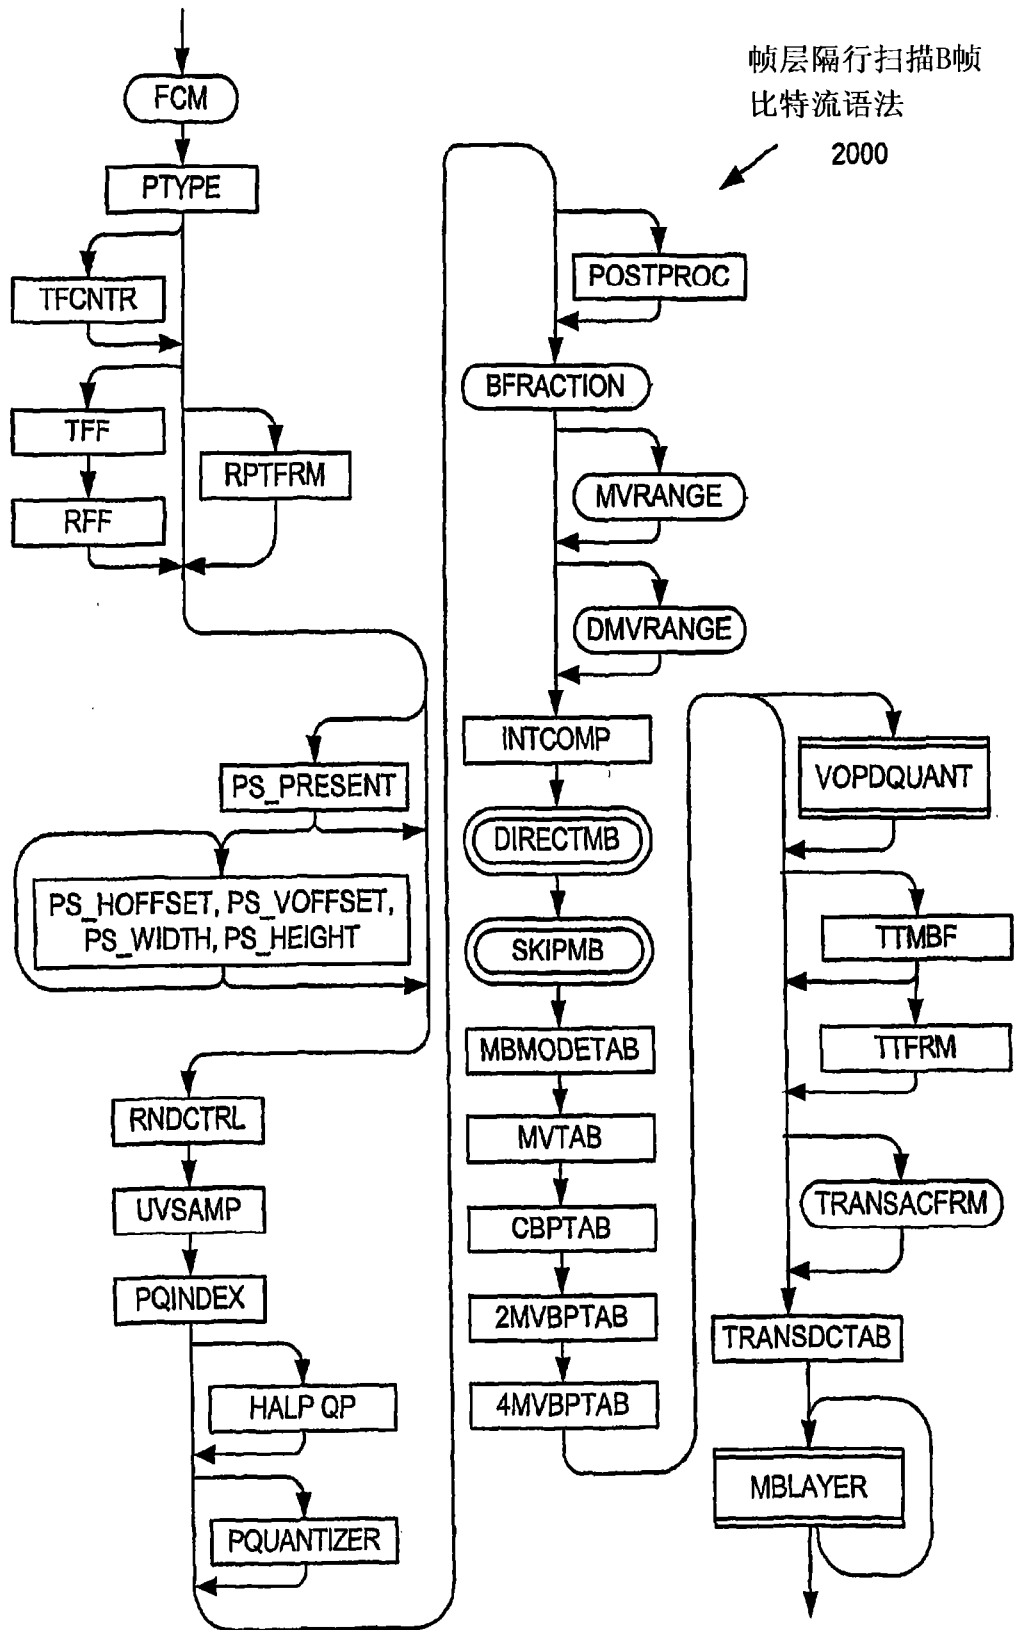 帧层隔行扫描B帧
比特流语法
2000
FCM
PTYPE
TFCNTR
TFF
RPTFRM
RFF
PS_PRESENT
PS_HOFFSET, PS_VOFFSET,
PS_WIDTH, PS_HEIGHT
RNDCTRL
UVSAMP
PQINDEX
HALP QP
PQUANTIZER
POSTPROC
BFRACTION
MVRANGE
DMVRANGE
INTCOMP
DIRECTMB
SKIPMB
MBMODETAB
MVTAB
CBPTAB
2MVBPTAB
4MVBPTAB
VOPDQUANT
TTMBF
TTFRM
TRANSACFRM
TRANSDCTAB
MBLAYER